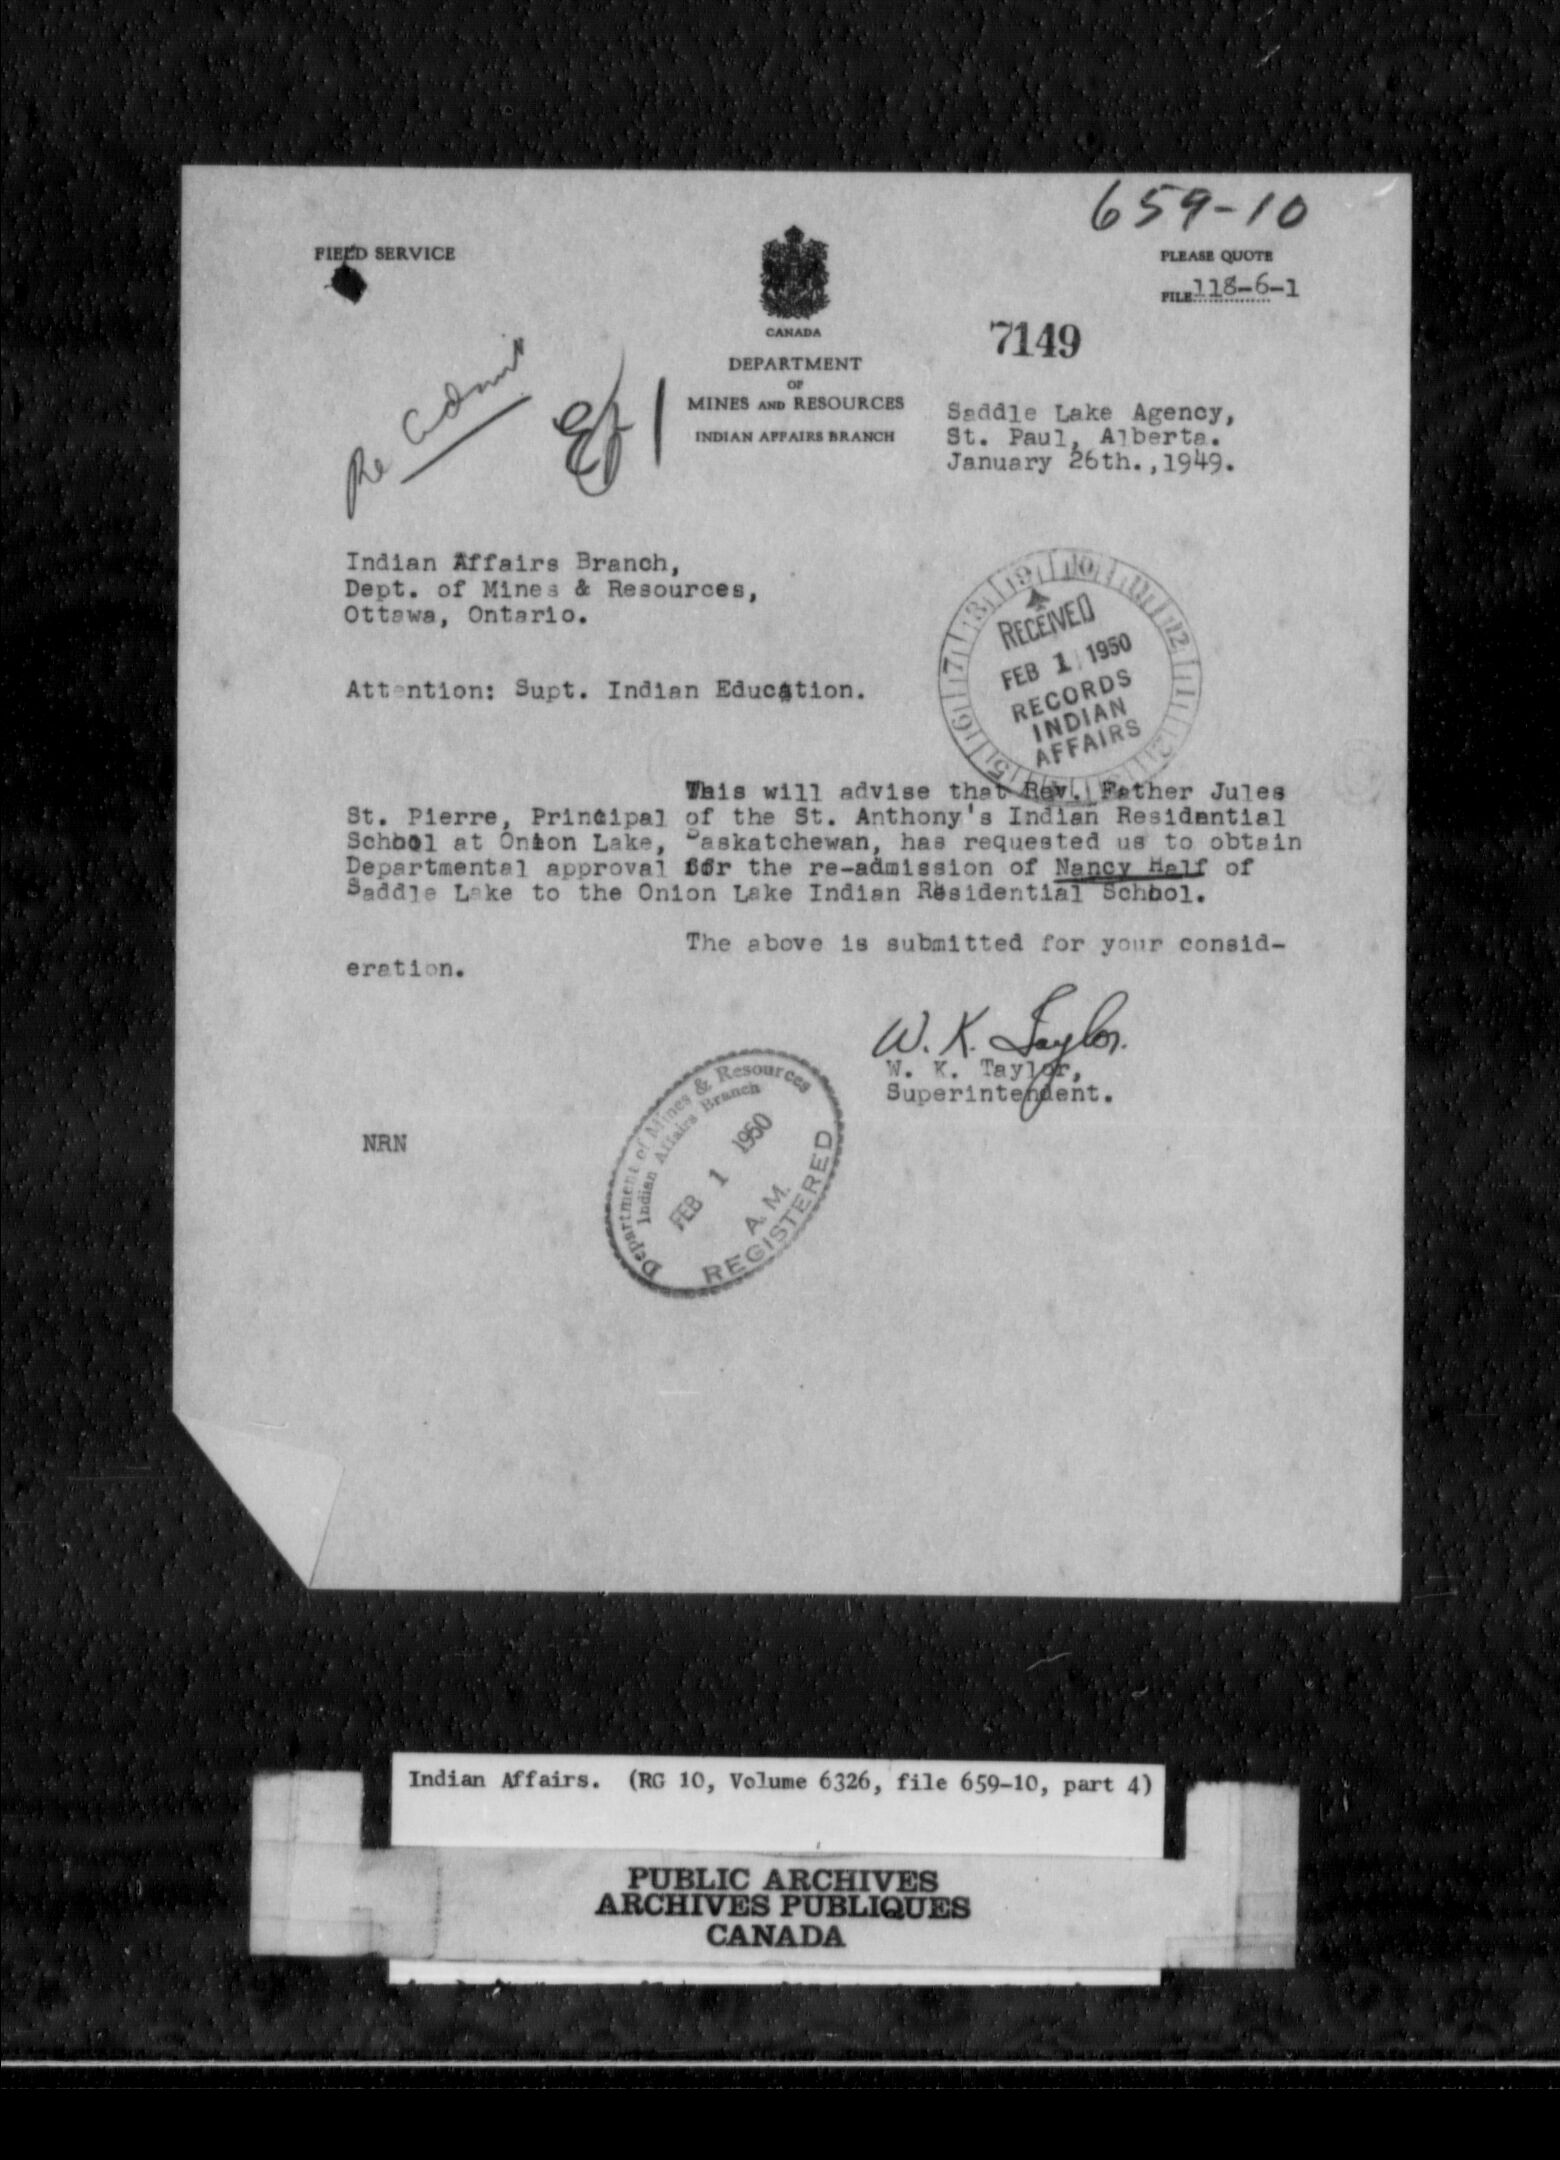 659-10
FIELD SERVICE
PLEASE QUOTE
FILE 118-6-1
CANADA
7149
DEPARTMENT
OF
MINES AND RESOURCES
INDIAN AFFAIRS BRANCH
Re admit
Saddle Lake Agency,
St. Paul, Alberta.
January 26th.,1949.
Indian Affairs Branch,
Dept. of Mines & Resources,
Ottawa, Ontario.
RECEIVED
FEB 1 1950
RECORDS
INDIAN
AFFAIRS
Attention: Supt. Indian Education.
This will advise that Rev. Father Jules
St. Pierre, Principal of the St. Anthony's Indian Residential
School at Onion Lake, Saskatchewan, has requested us to obtain
Departmental approval for the re-admission of Nancy Half of
Saddle Lake to the Onion Lake Indian Residential School.
The above is submitted for your consid-
eration.
W. K. Taylor.
W. K. Taylor,
Superintendent.
NRN
Department of Mines & Resources
Indian Affairs Branch
FEB 1 1950
A. M.
REGISTERED
Indian Affairs. (RG 10, Volume 6326, file 659-10, part 4)
PUBLIC ARCHIVES
ARCHIVES PUBLIQUES
CANADA